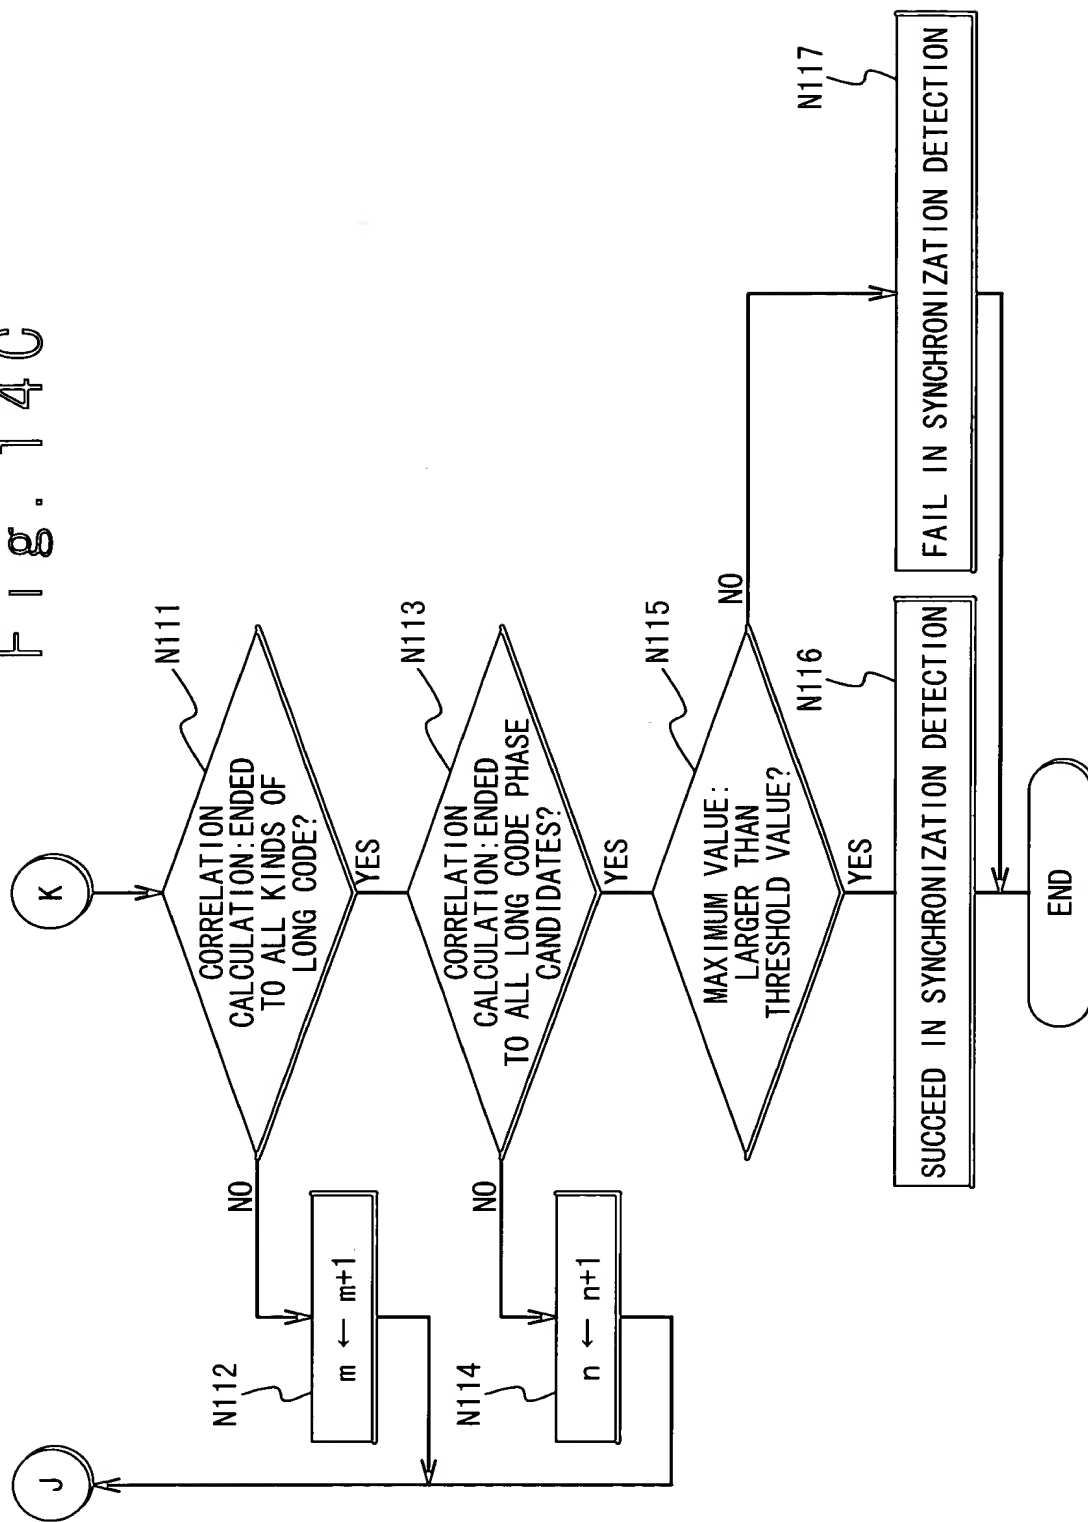 Fig. 14C
J
K
N111
CORRELATION
CALCULATION:ENDED
TO ALL KINDS OF
LONG CODE?
NO
YES
N112
m ← m+1
N113
CORRELATION
CALCULATION:ENDED
TO ALL LONG CODE PHASE
CANDIDATES?
NO
YES
N114
n ← n+1
N115
MAXIMUM VALUE:
LARGER THAN
THRESHOLD VALUE?
NO
YES
N116
SUCCEED IN SYNCHRONIZATION DETECTION
N117
FAIL IN SYNCHRONIZATION DETECTION
END